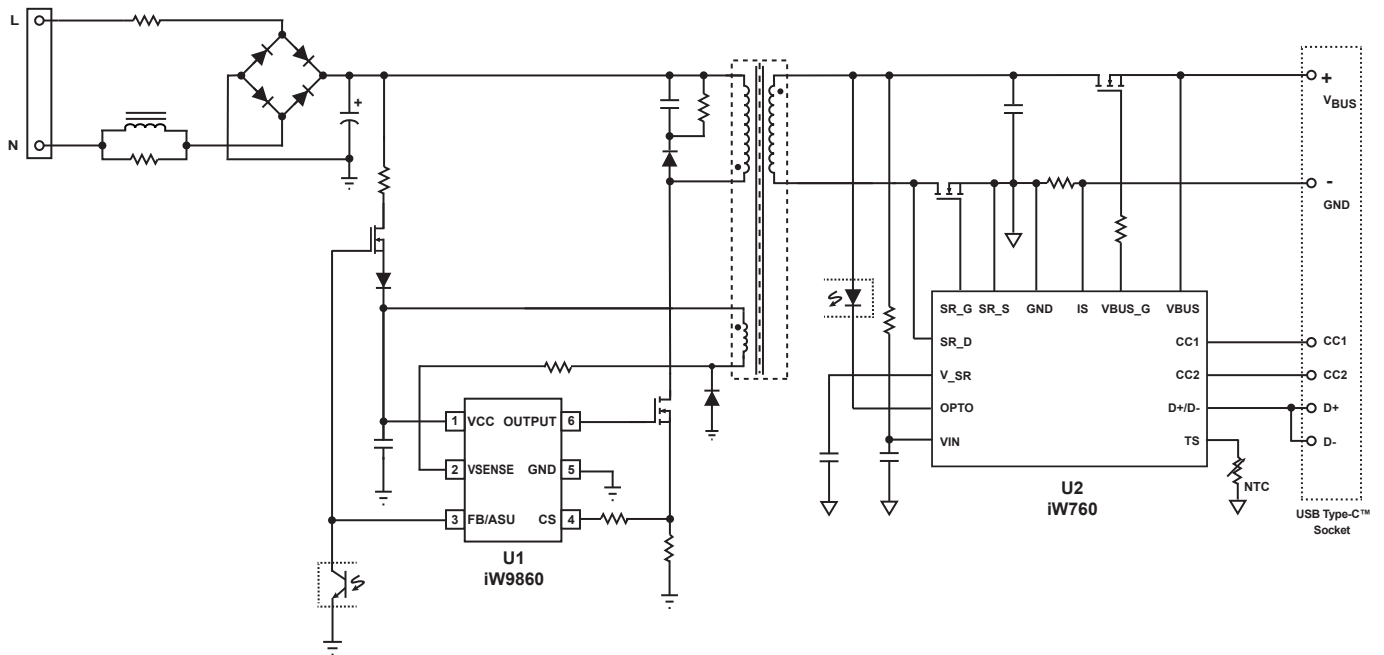 L
N
+
+
V_BUS
-
GND
SR_G SR_S GND IS VBUS_G VBUS
SR_D
V_SR
OPTO
VIN
CC1
CC2
D+/D-
TS
CC1
CC2
D+
D-
NTC
U2
iW760
USB Type-C™
Socket
1 VCC OUTPUT 6
2 VSENSE GND 5
3 FB/ASU CS 4
U1
iW9860